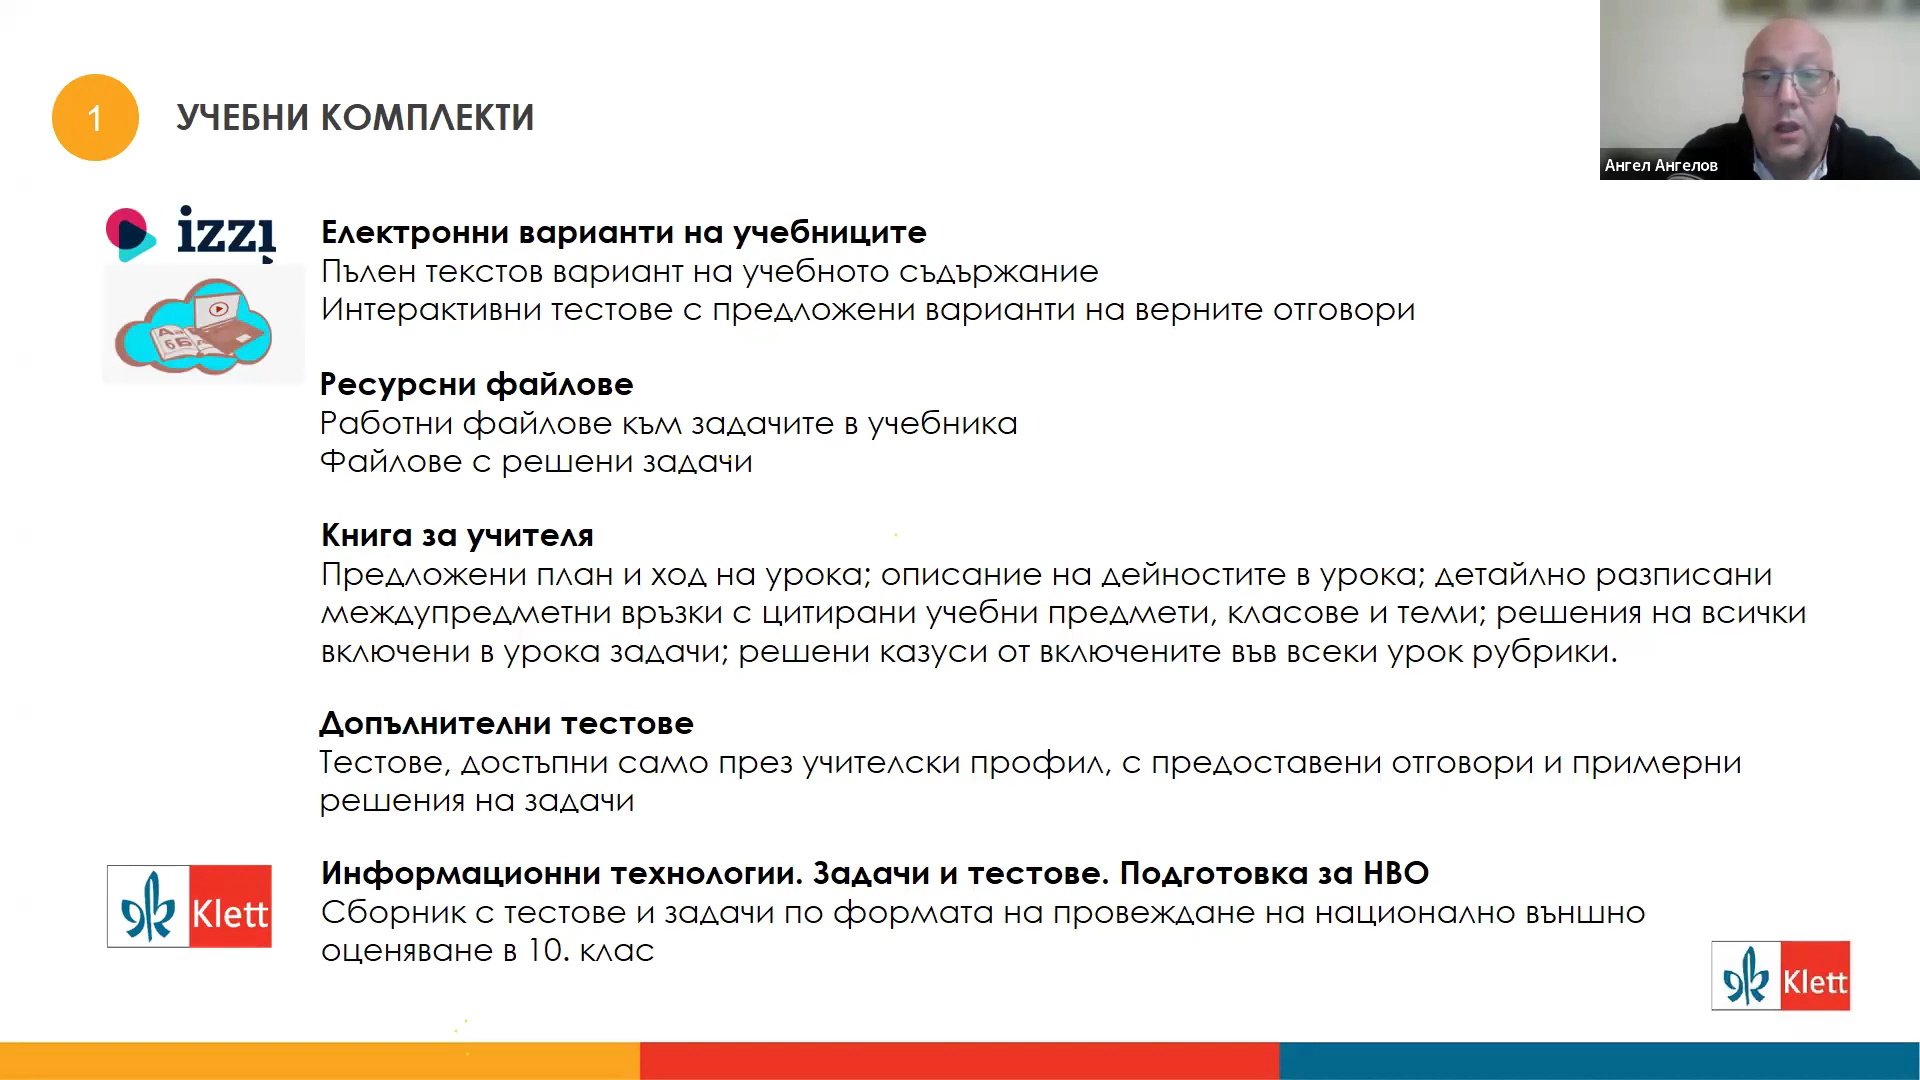 1
УЧЕБНИ КОМПЛЕКТИ
Ангел Ангелов
izzi
Електронни варианти на учебниците
Пълен текстов вариант на учебното съдържание
Интерактивни тестове с предложени варианти на верните отговори
Ресурсни файлове
Работни файлове към задачите в учебника
Файлове с решени задачи
Книга за учителя
Предложени план и ход на урока; описание на дейностите в урока; детайлно разписани
междупредметни връзки с цитирани учебни предмети, класове и теми; решения на всички
включени в урока задачи; решени казуси от включените във всеки урок рубрики.
Допълнителни тестове
Тестове, достъпни само през учителски профил, с предоставени отговори и примерни
решения на задачи
Klett
Информационни технологии. Задачи и тестове. Подготовка за НВО
Сборник с тестове и задачи по формата на провеждане на национално външно
оценяване в 10. клас
Klett